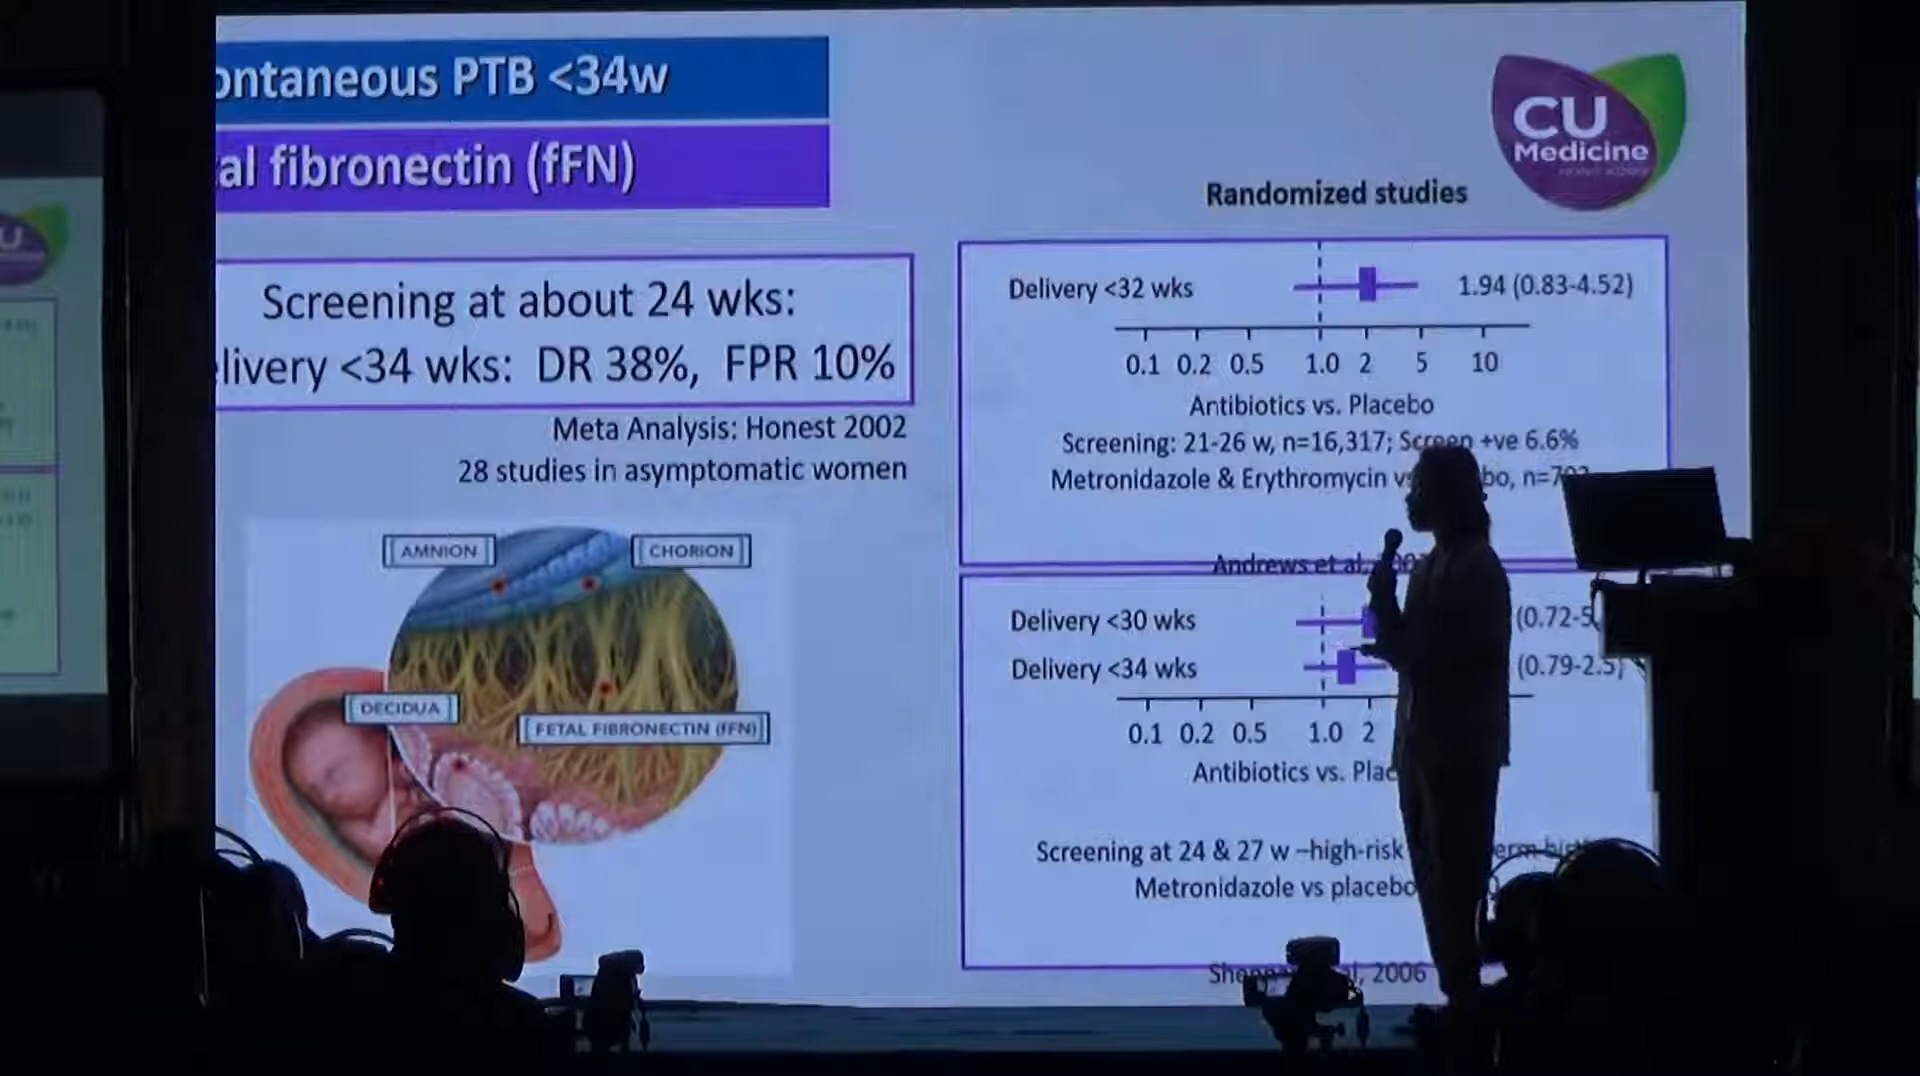 ontaneous PTB <34w
al fibronectin (fFN)
CU
Medicine
Randomized studies
Screening at about 24 wks:
livery <34 wks: DR 38%, FPR 10%
Meta Analysis: Honest 2002
28 studies in asymptomatic women
AMNION
CHORION
DECIDUA
FETAL FIBRONECTIN (fFN)
Delivery <32 wks 1.94 (0.83-4.52)
0.1 0.2 0.5 1.0 2 5 10
Antibiotics vs. Placebo
Screening: 21-26 w, n=16,317; Screen +ve 6.6%
Metronidazole & Erythromycin
Andrews et al,
Delivery <30 wks (0.72-5
Delivery <34 wks (0.79-2.5)
0.1 0.2 0.5 1.0 2
Antibiotics vs. Plac
Screening at 24 & 27 w –high-risk
Metronidazole vs placebo
2006